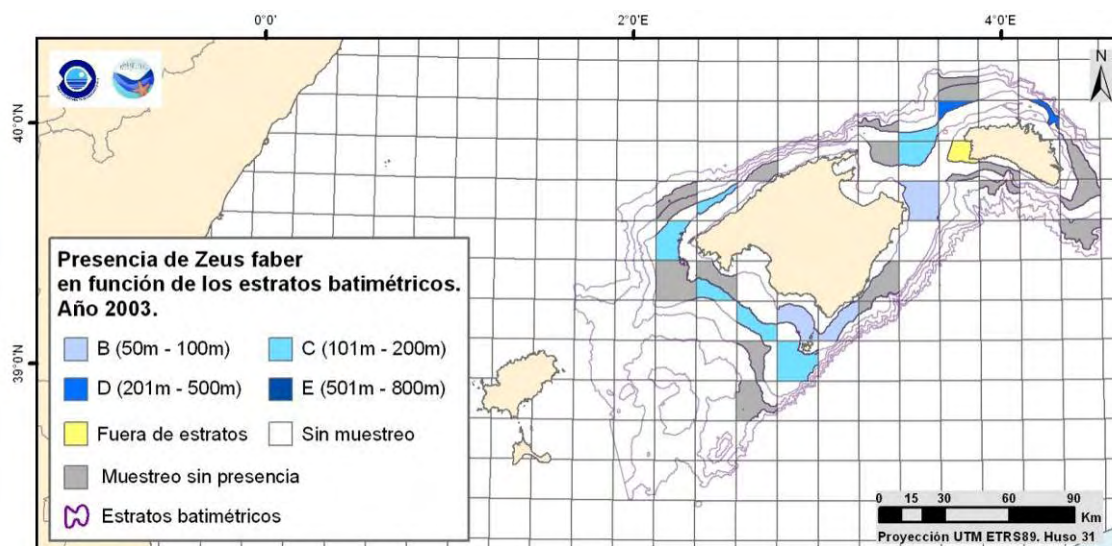 0°0'
2°0'E
4°0'E
N
40°0'N
39°0'N
Presencia de Zeus faber
en función de los estratos batimétricos.
Año 2003.
B (50m - 100m)
C (101m - 200m)
D (201m - 500m)
E (501m - 800m)
Fuera de estratos
Sin muestreo
Muestreo sin presencia
Estratos batimétricos
0 15 30 60 90
Km
Proyección UTM ETRS89. Huso 31